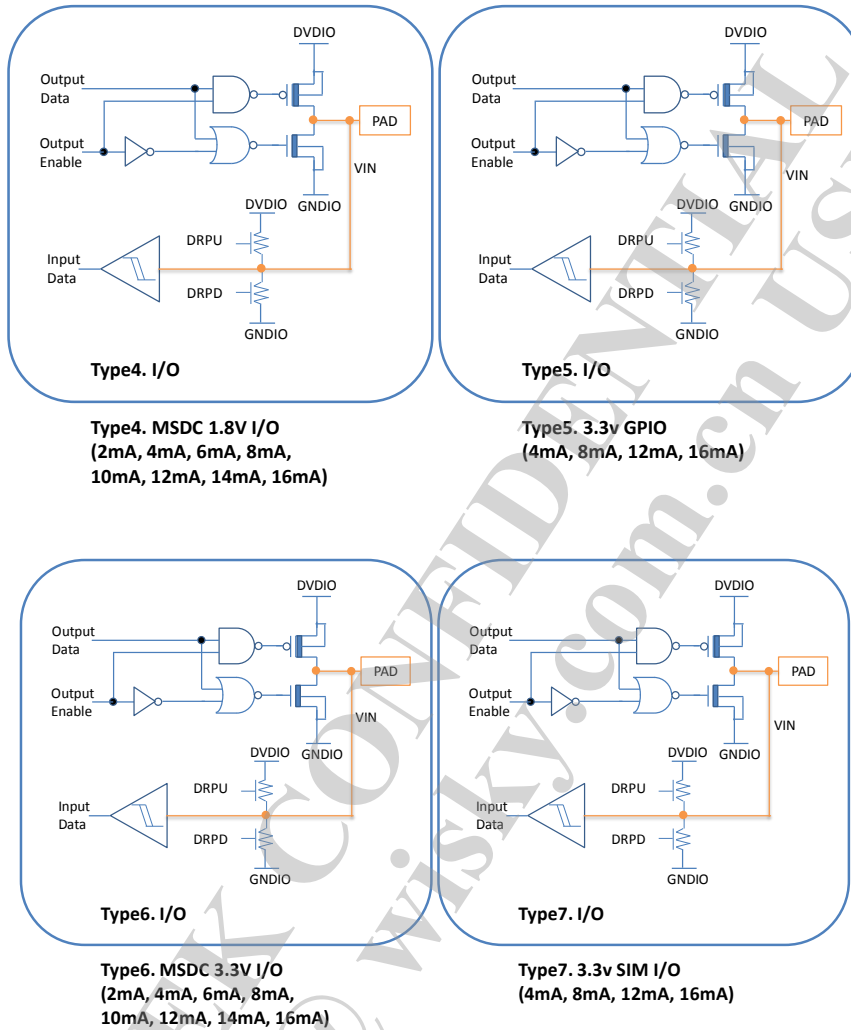 DVDIO
Output
Data
PAD
Output
Enable
VIN
GNDIO
DVDIO
DRPU
Input
Data
DRPD
GNDIO
Type4. I/O
Type4. MSDC 1.8V I/O
(2mA, 4mA, 6mA, 8mA,
10mA, 12mA, 14mA, 16mA)
DVDIO
Output
Data
PAD
Output
Enable
VIN
GNDIO
DVDIO
DRPU
Input
Data
DRPD
GNDIO
Type5. I/O
Type5. 3.3v GPIO
(4mA, 8mA, 12mA, 16mA)
DVDIO
Output
Data
PAD
Output
Enable
VIN
GNDIO
DVDIO
DRPU
Input
Data
DRPD
GNDIO
Type6. I/O
Type6. MSDC 3.3V I/O
(2mA, 4mA, 6mA, 8mA,
10mA, 12mA, 14mA, 16mA)
DVDIO
Output
Data
PAD
Output
Enable
VIN
GNDIO
DVDIO
DRPU
Input
Data
DRPD
GNDIO
Type7. I/O
Type7. 3.3v SIM I/O
(4mA, 8mA, 12mA, 16mA)
CONFIDENTIAL
wisky.com.cn